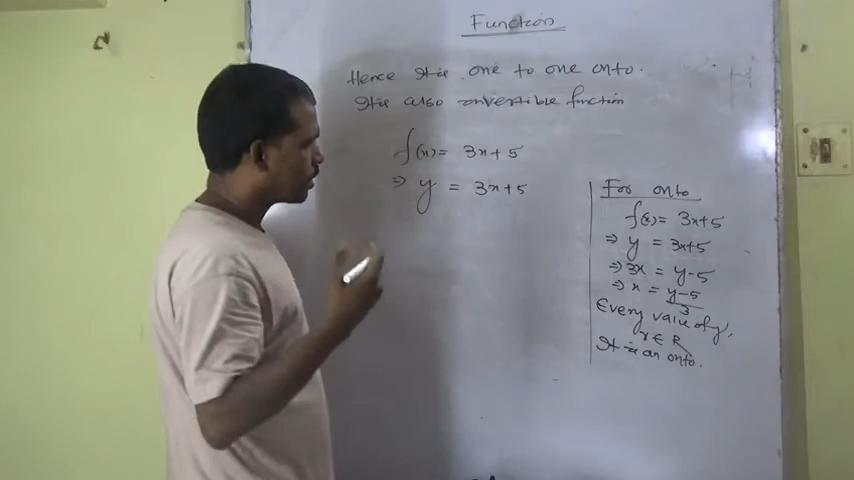 Function
Hence It is one to one onto.
It is also invertible function
f(x) = 3x+5
⇒ y = 3x+5
For onto
f(x) = 3x+5
⇒ y = 3x+5
⇒ 3x = y-5
⇒ x = y-5/3
Every value of y,
x ∈ R
It is an onto.